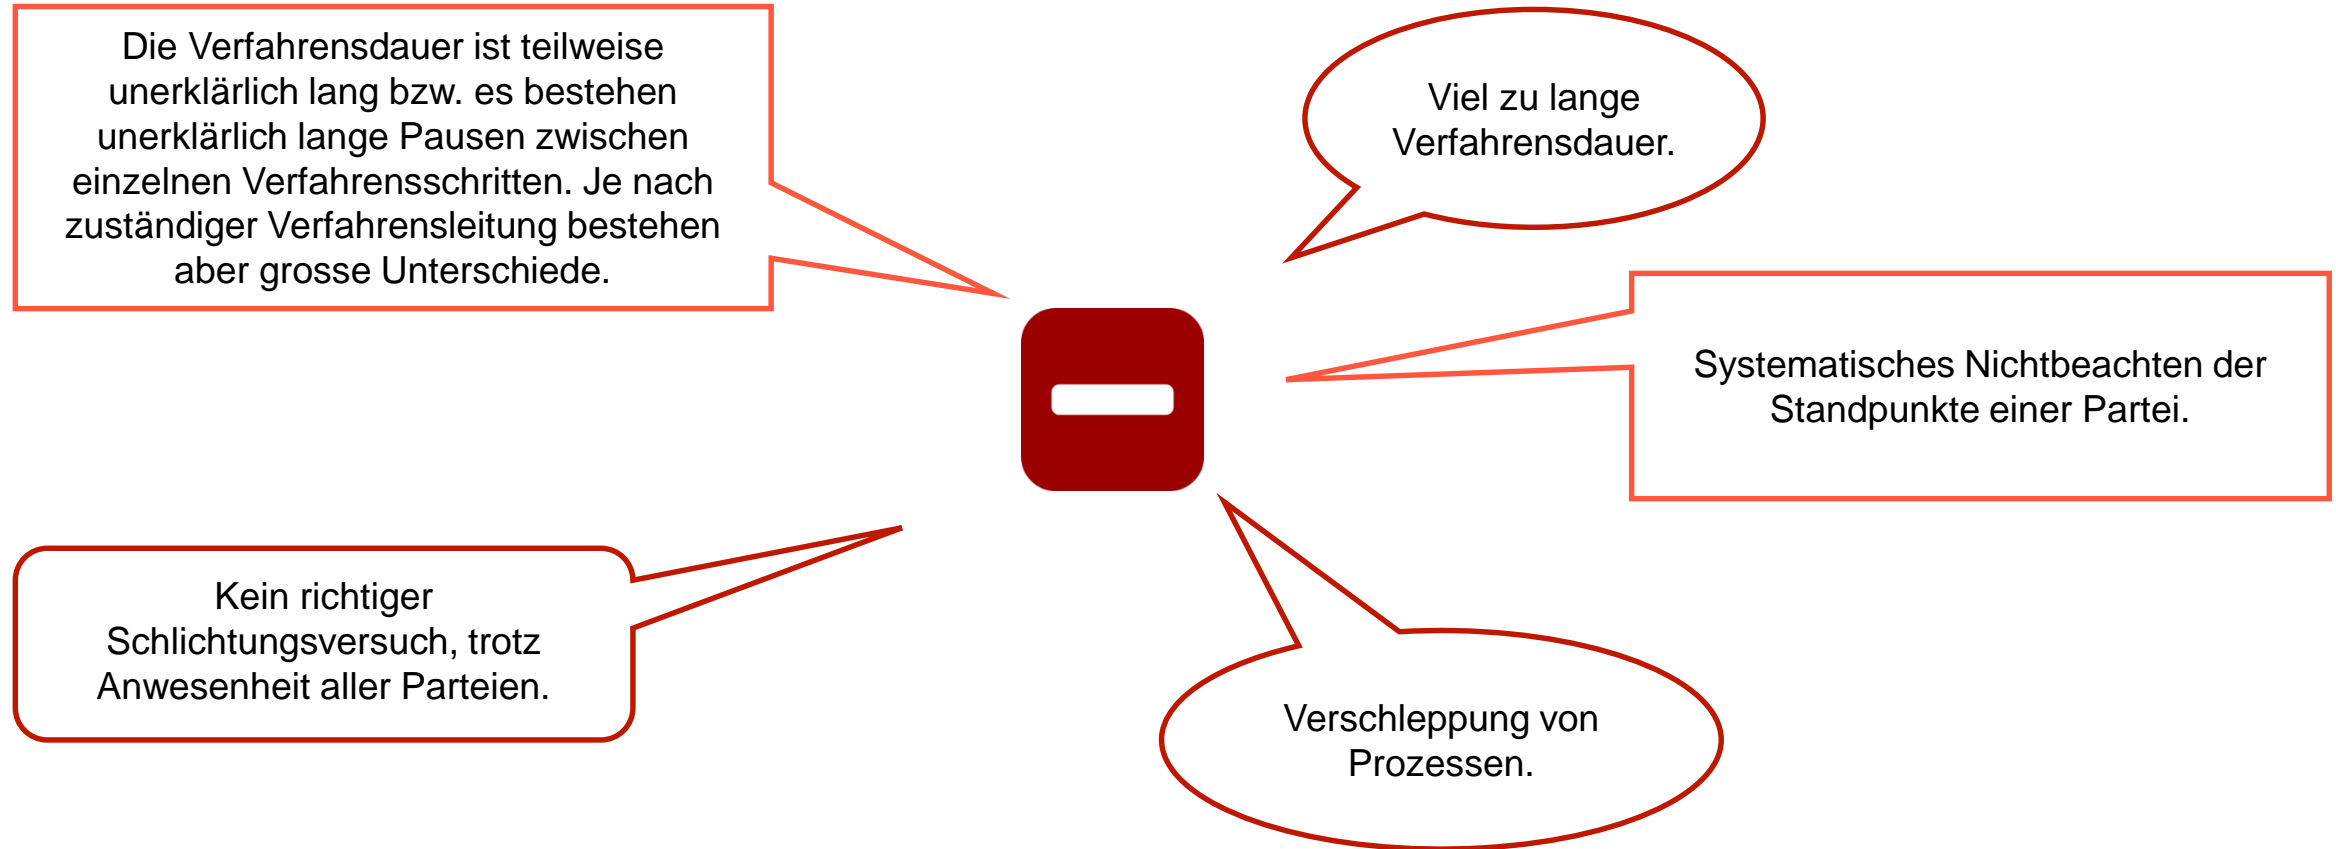 Die Verfahrensdauer ist teilweise
unerklärlich lang bzw. es bestehen
unerklärlich lange Pausen zwischen
einzelnen Verfahrensschritten. Je nach
zuständiger Verfahrensleitung bestehen
aber grosse Unterschiede.
Viel zu lange
Verfahrensdauer.
Systematisches Nichtbeachten der
Standpunkte einer Partei.
Kein richtiger
Schlichtungsversuch, trotz
Anwesenheit aller Parteien.
Verschleppung von
Prozessen.